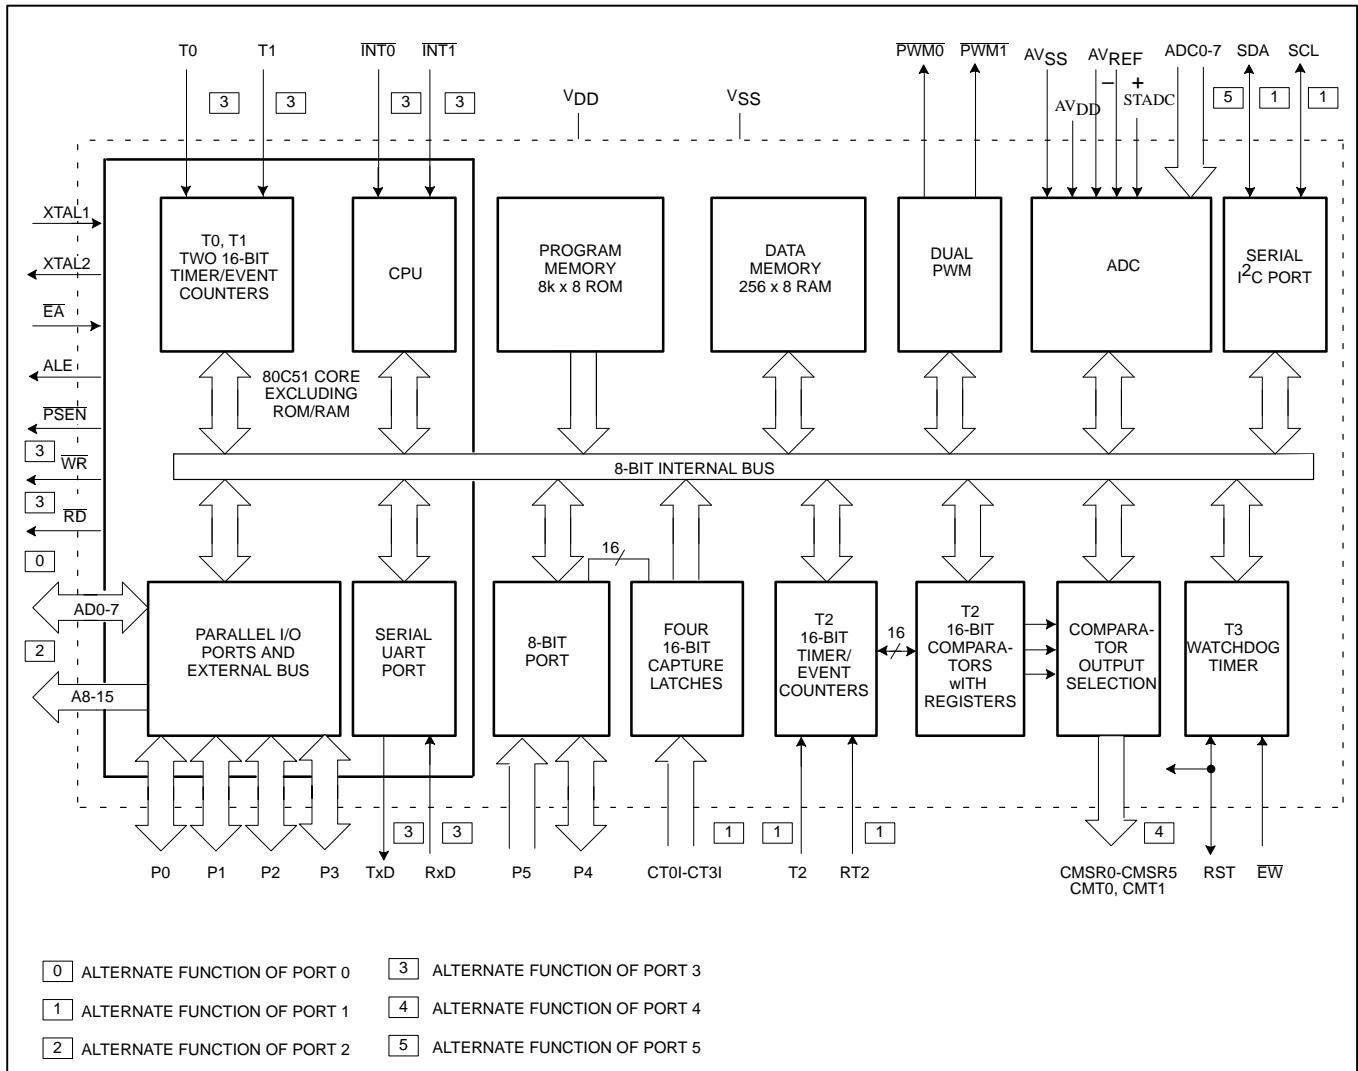 T0 T1 INT0 INT1 PWM0 PWM1 AVSS AVREF ADC0-7 SDA SCL
– +
3 3 3 3 VDD VSS AVDD STADC 5 1 1
XTAL1
XTAL2
EA
ALE
PSEN
3
WR
3
RD
0
AD0-7
2
A8-15
T0, T1
TWO 16-BIT
TIMER/EVENT
COUNTERS
CPU
PROGRAM
MEMORY
8k x 8 ROM
DATA
MEMORY
256 x 8 RAM
DUAL
PWM
ADC
SERIAL
I2C PORT
80C51 CORE
EXCLUDING
ROM/RAM
8-BIT INTERNAL BUS
16
PARALLEL I/O
PORTS AND
EXTERNAL BUS
SERIAL
UART
PORT
8-BIT
PORT
FOUR
16-BIT
CAPTURE
LATCHES
T2
16-BIT
TIMER/
EVENT
COUNTERS
16
T2
16-BIT
COMPARA-
TORS
wITH
REGISTERS
COMPARA-
TOR
OUTPUT
SELECTION
T3
WATCHDOG
TIMER
3 3 1 1 1 4
P0 P1 P2 P3 TxD RxD P5 P4 CT0I-CT3I T2 RT2 CMSR0-CMSR5 RST EW
CMT0, CMT1
0 ALTERNATE FUNCTION OF PORT 0
1 ALTERNATE FUNCTION OF PORT 1
2 ALTERNATE FUNCTION OF PORT 2
3 ALTERNATE FUNCTION OF PORT 3
4 ALTERNATE FUNCTION OF PORT 4
5 ALTERNATE FUNCTION OF PORT 5